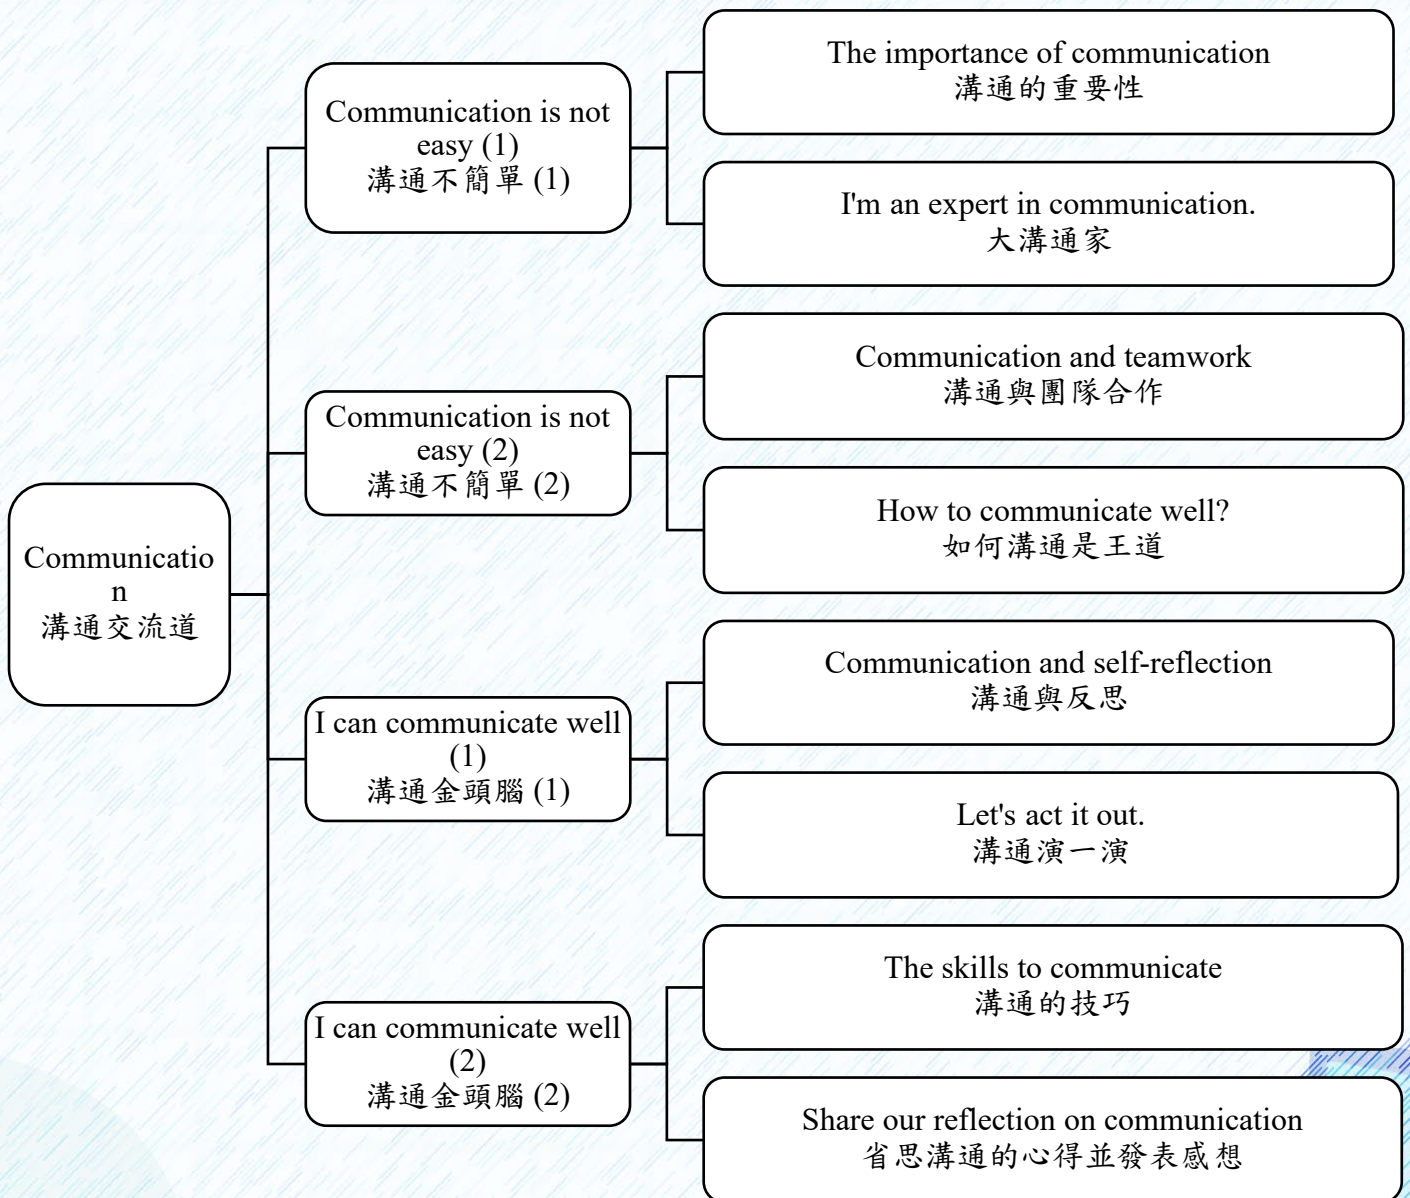 Communicatio
n
溝通交流道
Communication is not
easy (1)
溝通不簡單 (1)
The importance of communication
溝通的重要性
I'm an expert in communication.
大溝通家
Communication is not
easy (2)
溝通不簡單 (2)
Communication and teamwork
溝通與團隊合作
How to communicate well?
如何溝通是王道
I can communicate well
(1)
溝通金頭腦 (1)
Communication and self-reflection
溝通與反思
Let's act it out.
溝通演一演
I can communicate well
(2)
溝通金頭腦 (2)
The skills to communicate
溝通的技巧
Share our reflection on communication
省思溝通的心得並發表感想